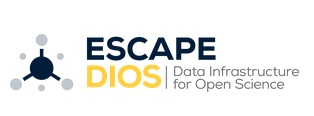 ESCAPE
DIOS | Data Infrastructure
for Open Science